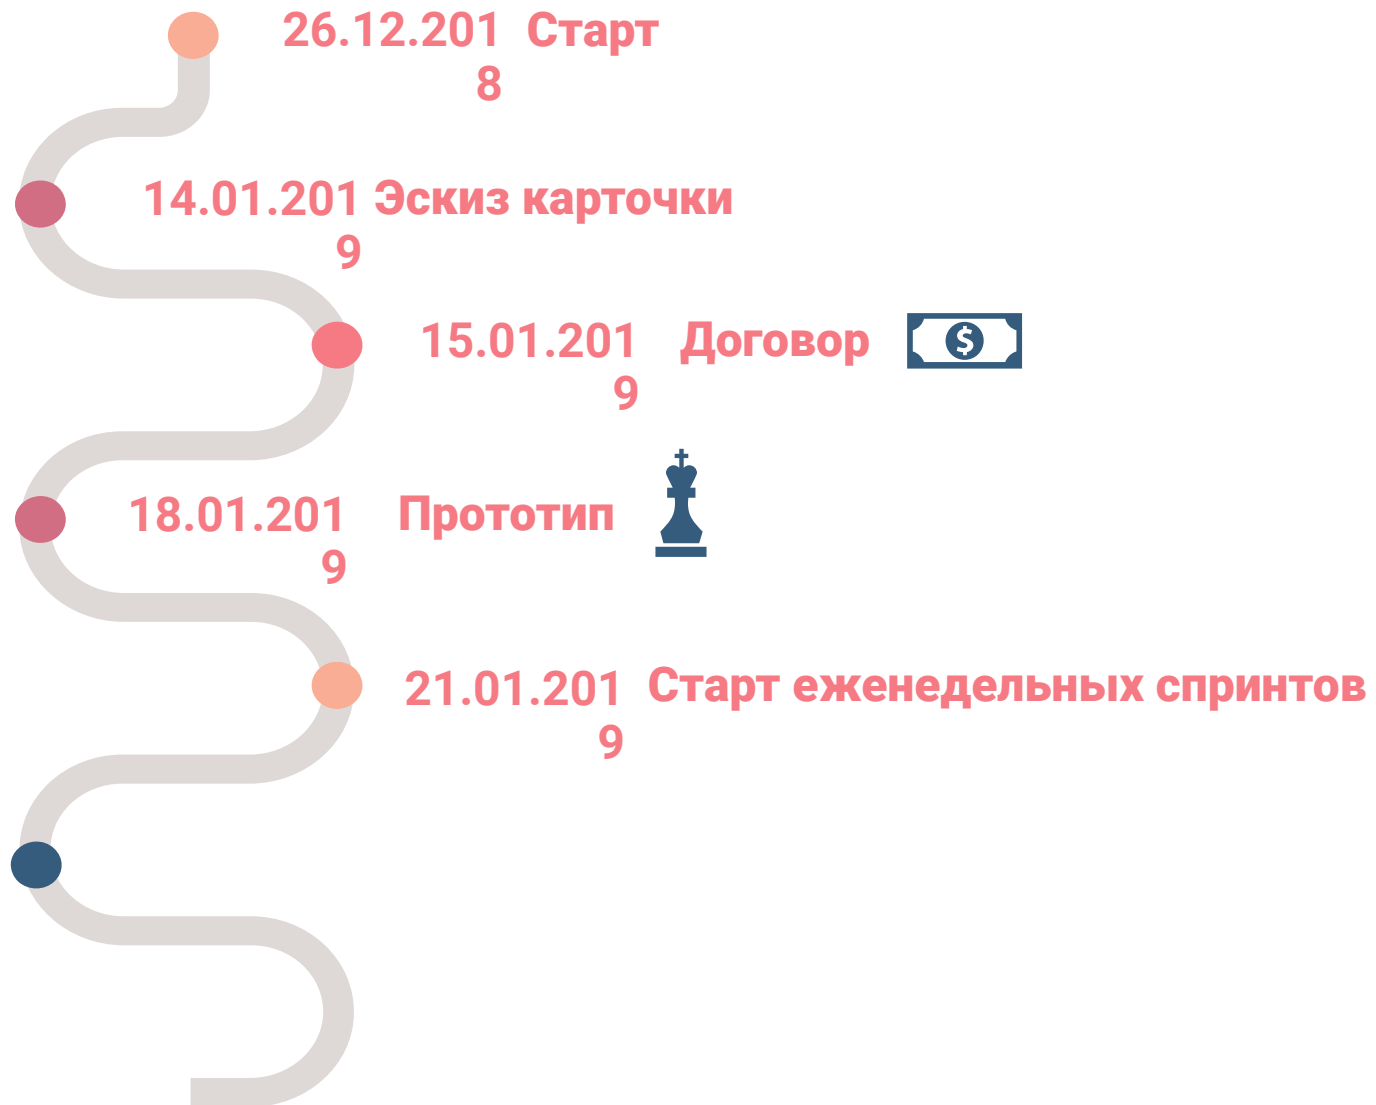 26.12.201 Старт
8
14.01.201 Эскиз карточки
9
15.01.201 Договор
9
18.01.201 Прототип
9
21.01.201 Старт еженедельных спринтов
9